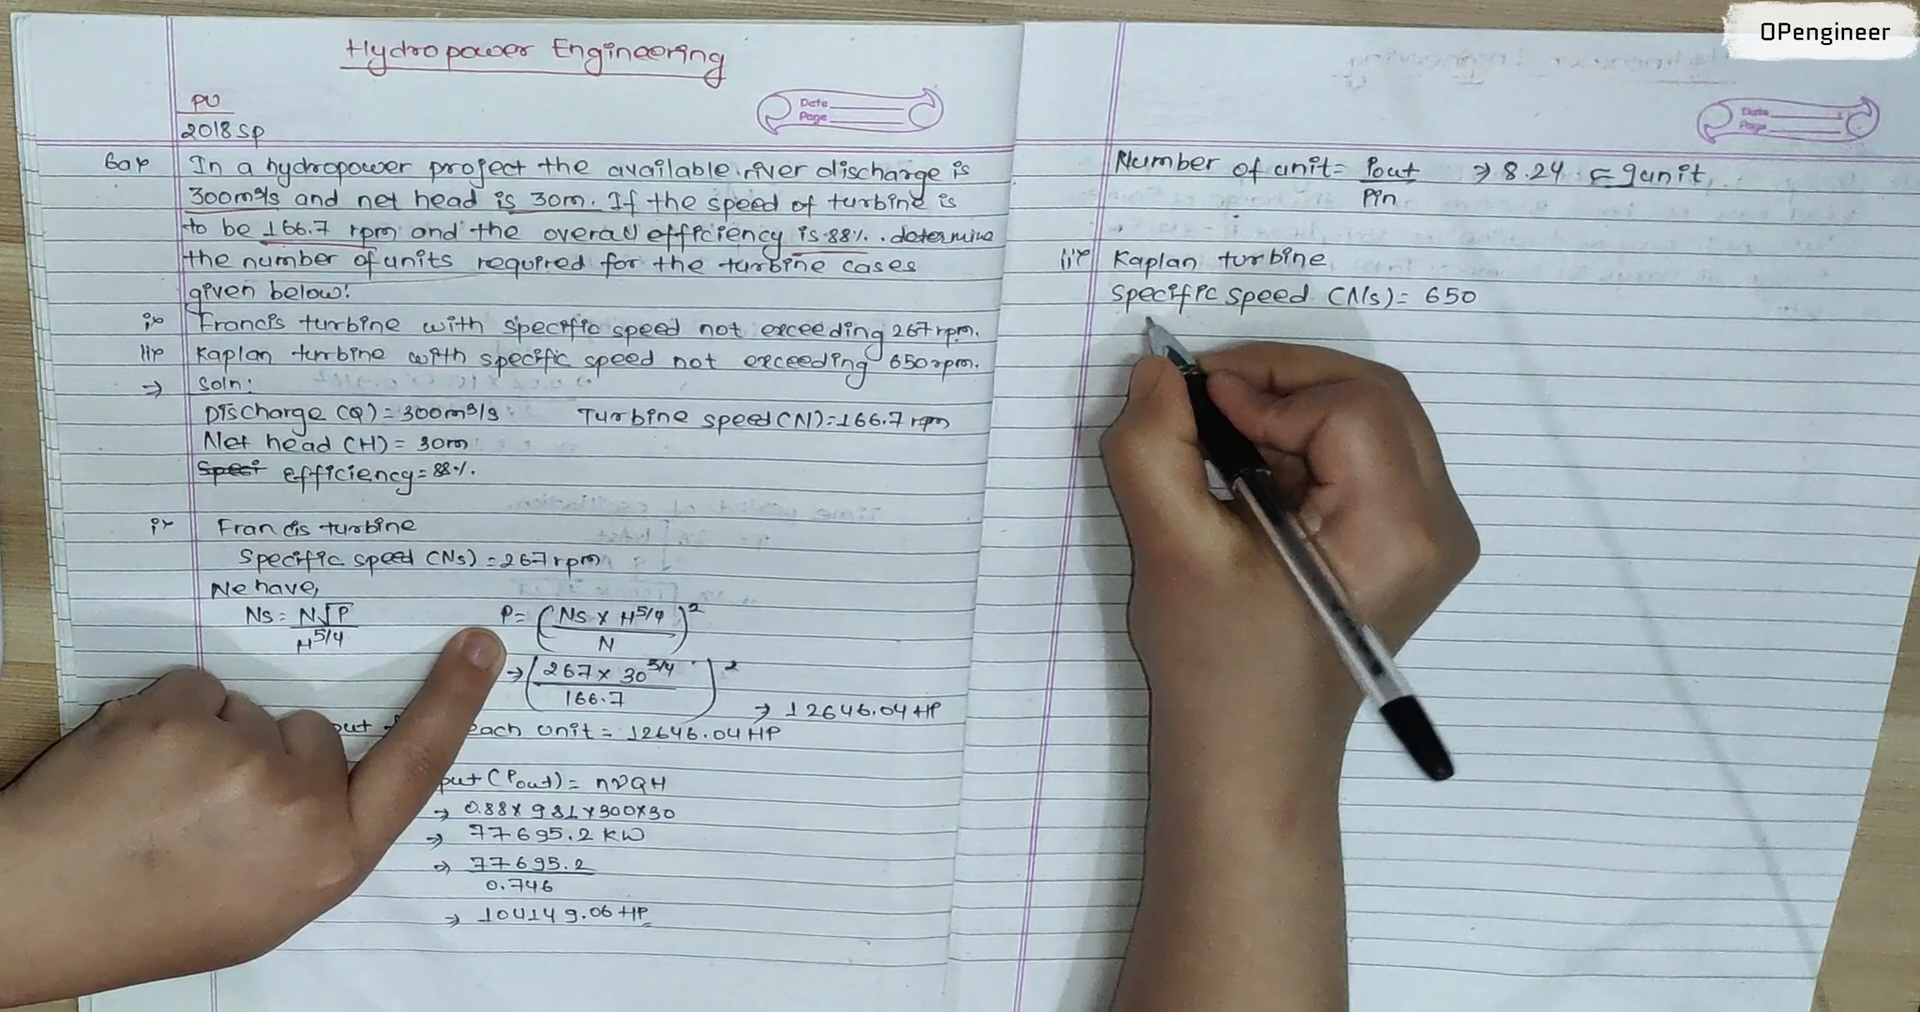 OPengineer
Hydropower Engineering
PU
2018 Sp
Date
Page
6a) In a hydropower project the available river discharge is
300m³/s and net head is 30m. If the speed of turbine is
to be 166.7 rpm and the overall efficiency is 88%. determine
the number of units required for the turbine cases
given below:
i) Francis turbine with specific speed not exceeding 267 rpm.
ii) Kaplan turbine with specific speed not exceeding 650 rpm.
→ Soln:
Discharge (Q) = 300m³/s Turbine speed (N) = 166.7 rpm
Net head (H) = 30m
efficiency = 88%.
i) Francis turbine
Specific speed (Ns) = 267 rpm
We have,
Ns = N√P / H^5/4 P = (Ns × H^5/4 / N)²
→ (267 × 30^5/4 / 166.7)²
→ 12646.04 HP
each unit = 12646.04 HP
put (Pout) = nγQH
→ 0.88 × 9.81 × 300 × 30
→ 77695.2 KW
→ 77695.2 / 0.746
→ 104149.06 HP
Date
Page
Number of unit = Pout / Pin → 8.24 ≈ 9unit
ii) Kaplan turbine
Specific speed (Ns) = 650